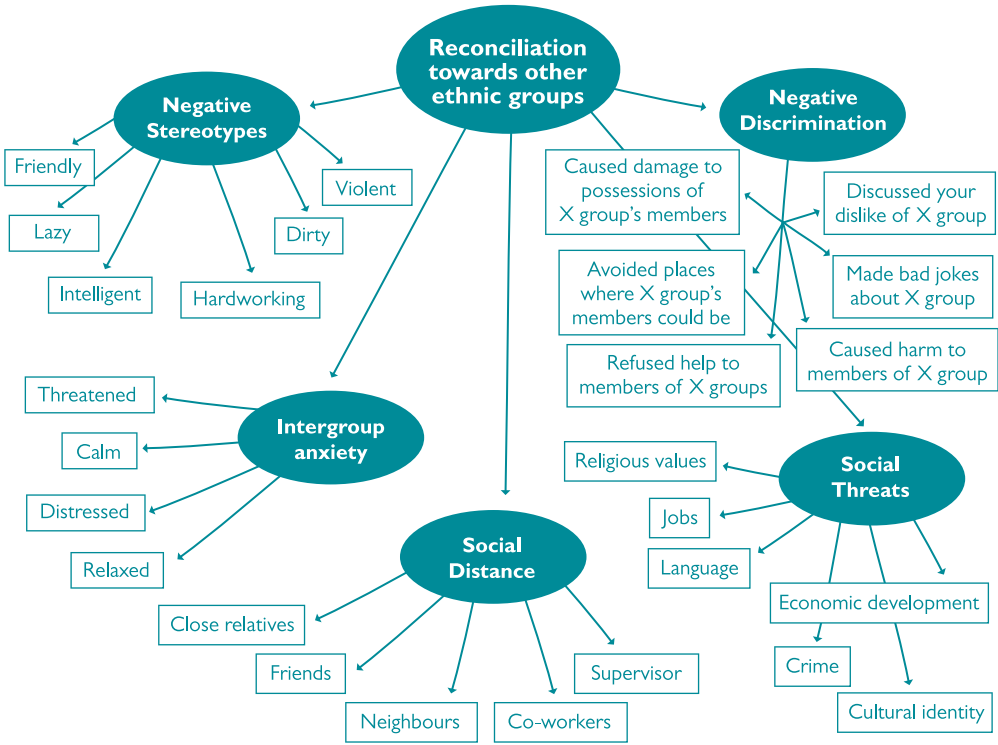 Reconciliation
towards other
ethnic groups
Negative
Stereotypes
Friendly
Lazy
Intelligent
Hardworking
Dirty
Violent
Negative
Discrimination
Caused damage to
possessions of
X group's members
Discussed your
dislike of X group
Avoided places
where X group's
members could be
Made bad jokes
about X group
Refused help to
members of X groups
Caused harm to
members of X group
Intergroup
anxiety
Threatened
Calm
Distressed
Relaxed
Social
Distance
Close relatives
Friends
Neighbours
Co-workers
Supervisor
Social
Threats
Religious values
Jobs
Language
Economic development
Crime
Cultural identity